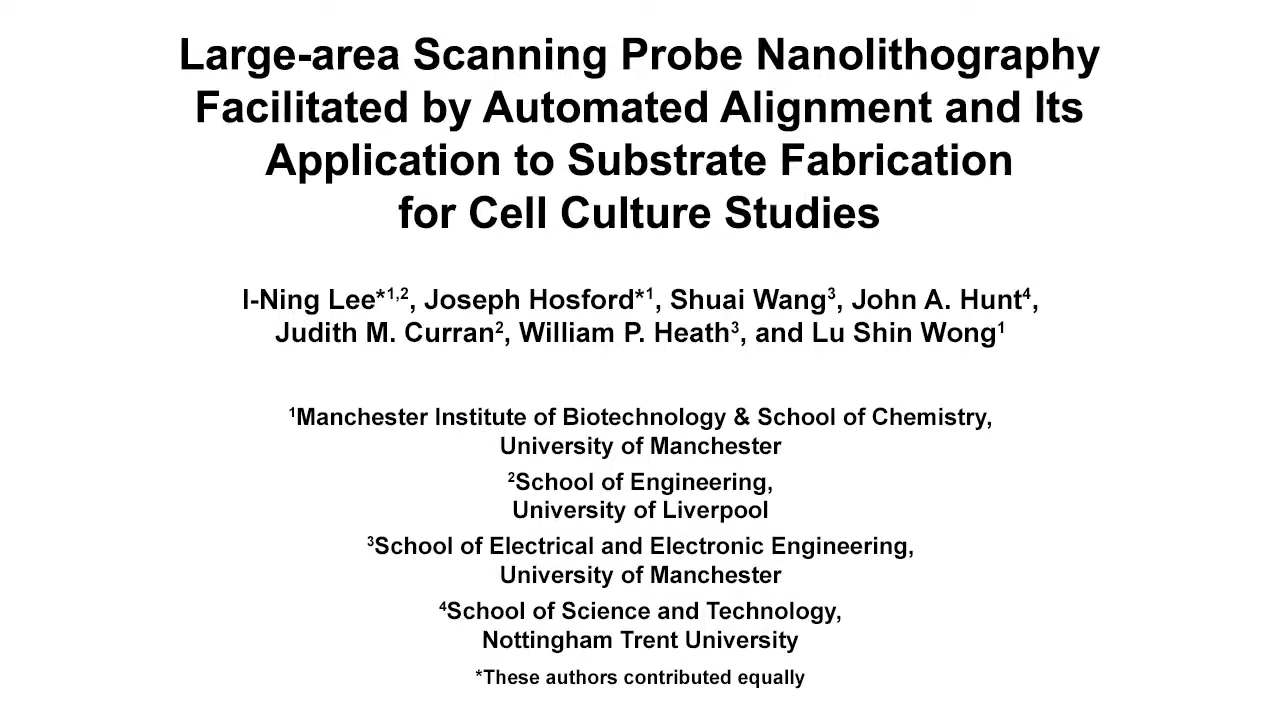 Large-area Scanning Probe Nanolithography
Facilitated by Automated Alignment and Its
Application to Substrate Fabrication
for Cell Culture Studies
I-Ning Lee*1,2, Joseph Hosford*1, Shuai Wang3, John A. Hunt4,
Judith M. Curran2, William P. Heath3, and Lu Shin Wong1
1Manchester Institute of Biotechnology & School of Chemistry,
University of Manchester
2School of Engineering,
University of Liverpool
3School of Electrical and Electronic Engineering,
University of Manchester
4School of Science and Technology,
Nottingham Trent University
*These authors contributed equally